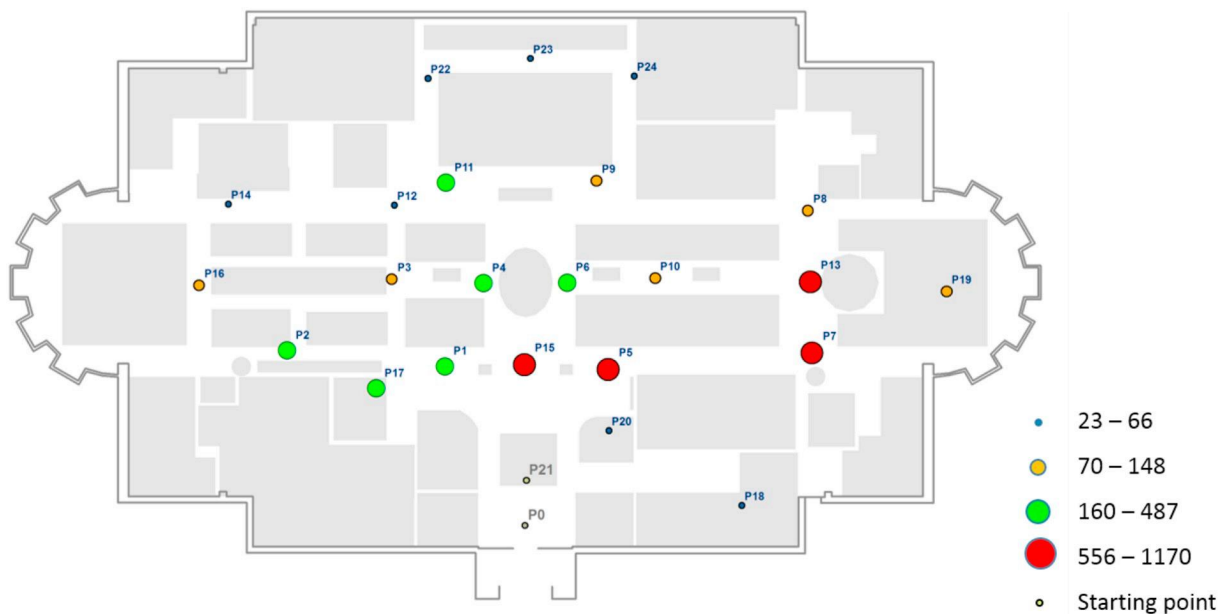 P23
P22
P24
P11
P9
P14
P12
P8
P16
P3
P4
P6
P10
P13
P19
P2
P1
P15
P5
P7
P17
P20
P21
P18
P0
23 – 66
70 – 148
160 – 487
556 – 1170
Starting point